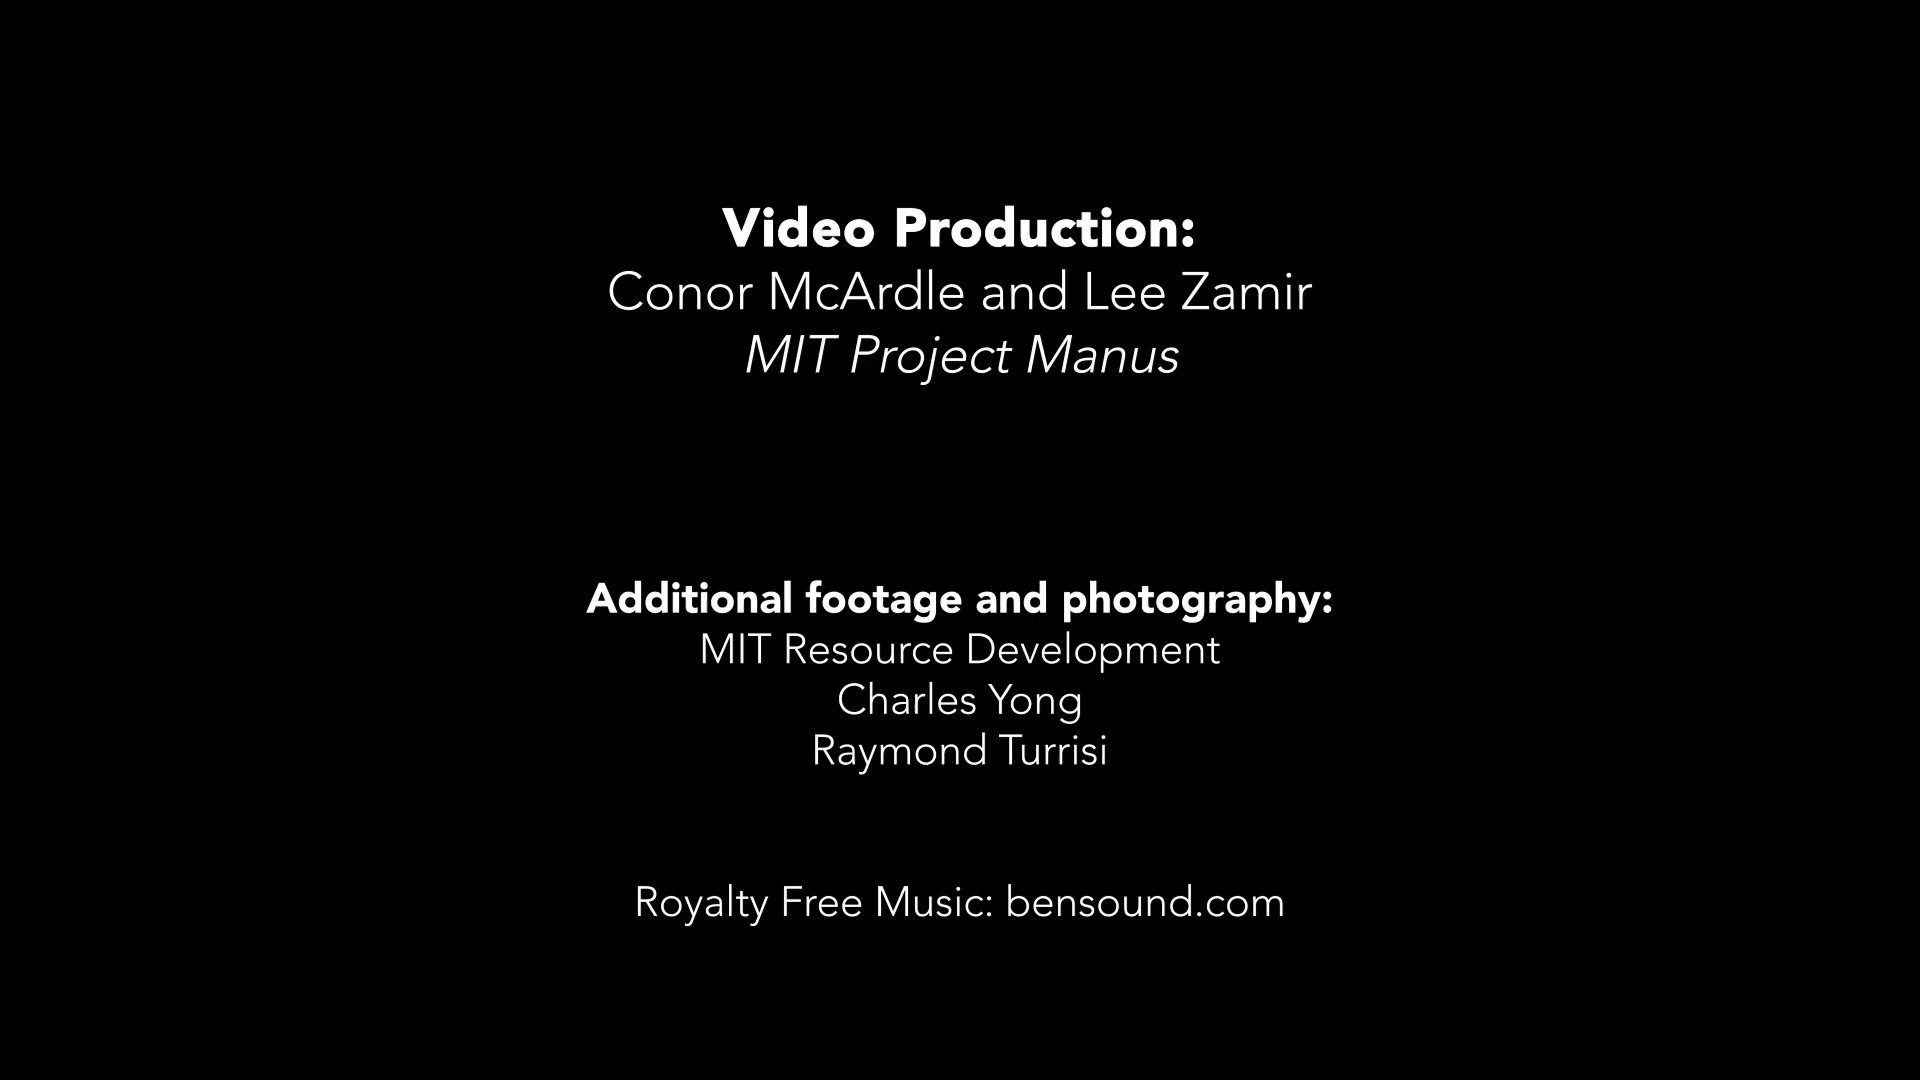 Video Production:
Conor McArdle and Lee Zamir
MIT Project Manus
Additional footage and photography:
MIT Resource Development
Charles Yong
Raymond Turrisi
Royalty Free Music: bensound.com